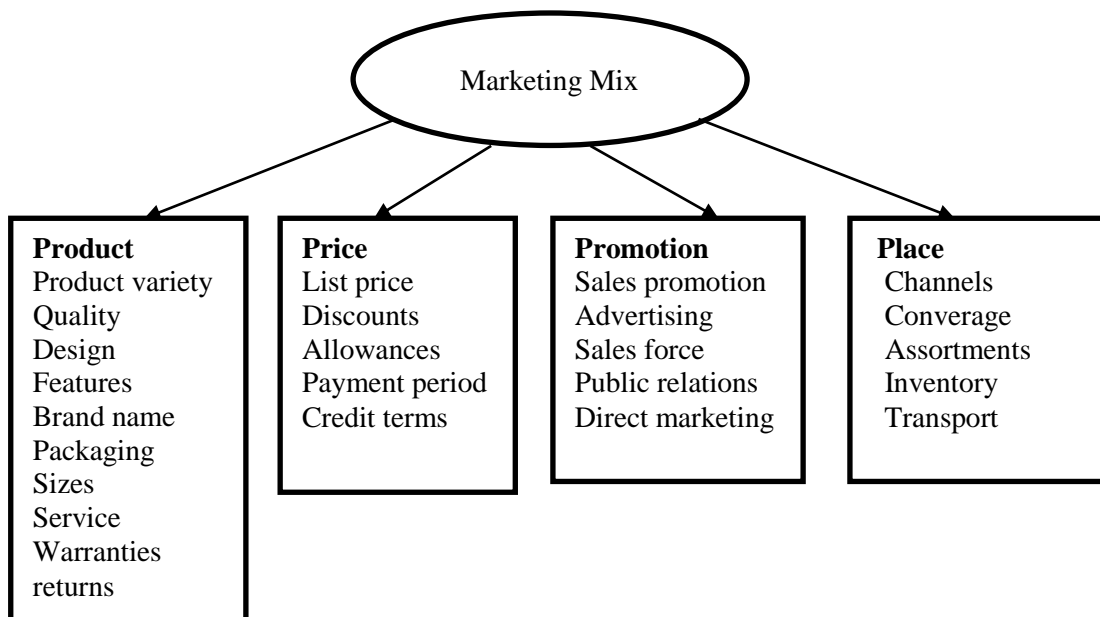 Marketing Mix
Product
Product variety
Quality
Design
Features
Brand name
Packaging
Sizes
Service
Warranties
returns
Price
List price
Discounts
Allowances
Payment period
Credit terms
Promotion
Sales promotion
Advertising
Sales force
Public relations
Direct marketing
Place
Channels
Converage
Assortments
Inventory
Transport